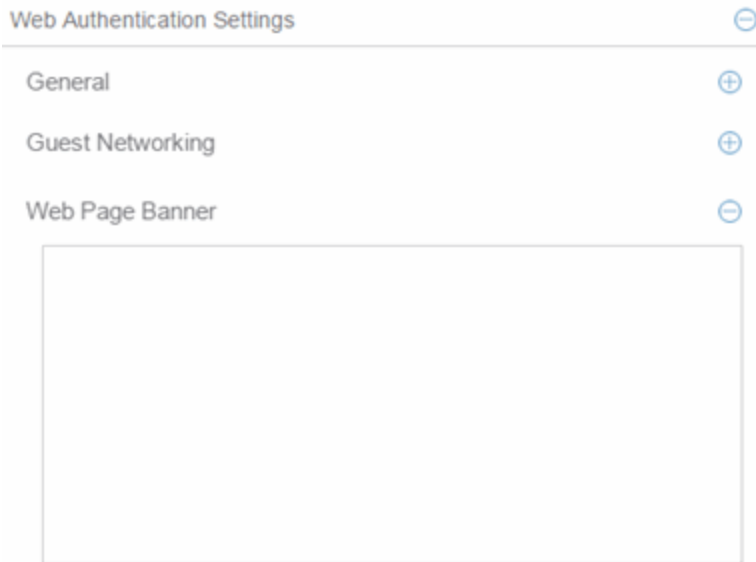 Web Authentication Settings
General
Guest Networking
Web Page Banner